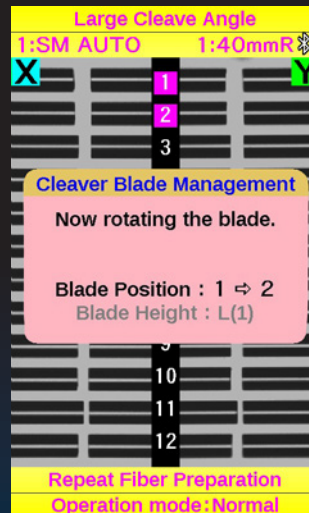 Large Cleave Angle
1:SM AUTO 1:40mmR
X Y
1
2
3
Cleaver Blade Management
Now rotating the blade.
Blade Position : 1 ⇨ 2
Blade Height : L(1)
10
11
12
Repeat Fiber Preparation
Operation mode:Normal